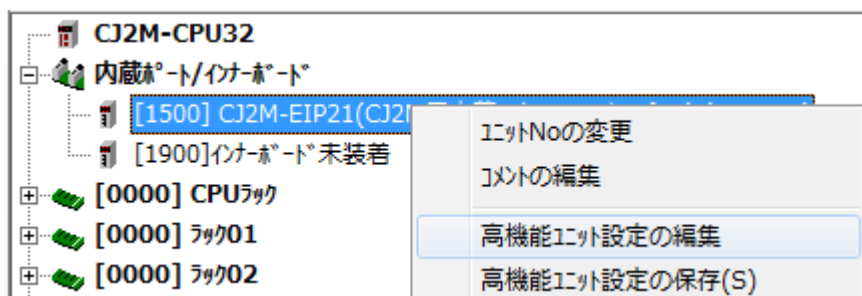 CJ2M-CPU32
内蔵ﾎﾟｰﾄ/ｲﾝﾅｰﾎﾞｰﾄﾞ
[1500] CJ2M-EIP21(CJ2M
[1900]ｲﾝﾅｰﾎﾞｰﾄﾞ未装着
[0000] CPUﾗｯｸ
[0000] ﾗｯｸ01
[0000] ﾗｯｸ02
ﾕﾆｯﾄNoの変更
ｺﾒﾝﾄの編集
高機能ﾕﾆｯﾄ設定の編集
高機能ﾕﾆｯﾄ設定の保存(S)